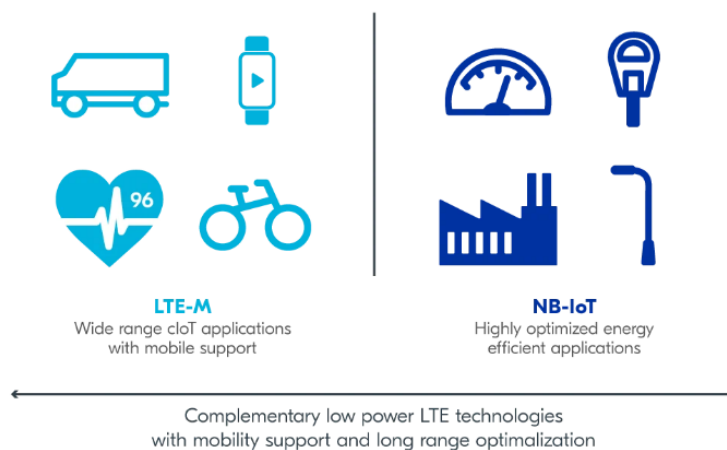 96
LTE-M
Wide range cIoT applications
with mobile support
NB-IoT
Highly optimized energy
efficient applications
Complementary low power LTE technologies
with mobility support and long range optimalization